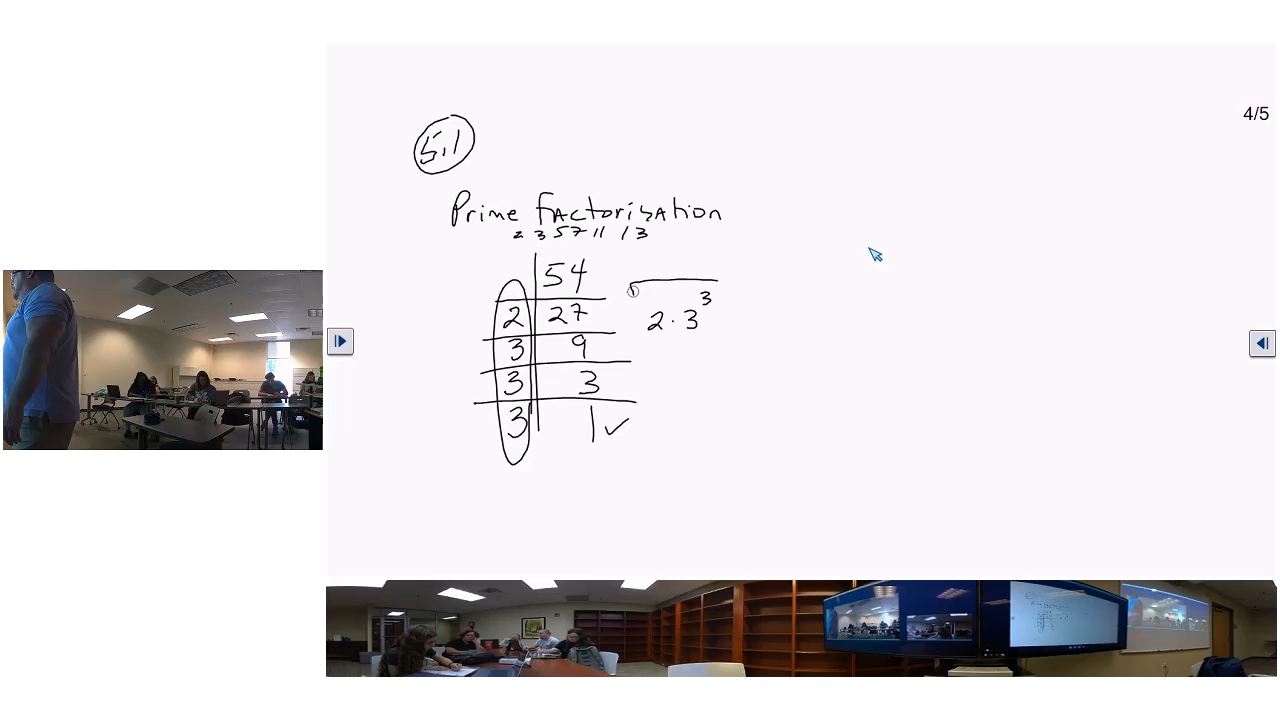 4/5
5.1
Prime Factorization
2 3 5 7 11 13
54
2 27
2 · 3³
3 9
3 3
3 1 ✓